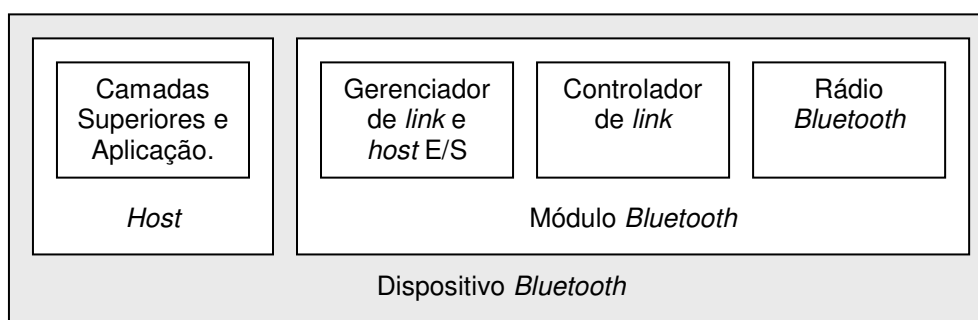 Camadas
Superiores e
Aplicação.
Host
Gerenciador
de link e
host E/S
Controlador
de link
Rádio
Bluetooth
Módulo Bluetooth
Dispositivo Bluetooth